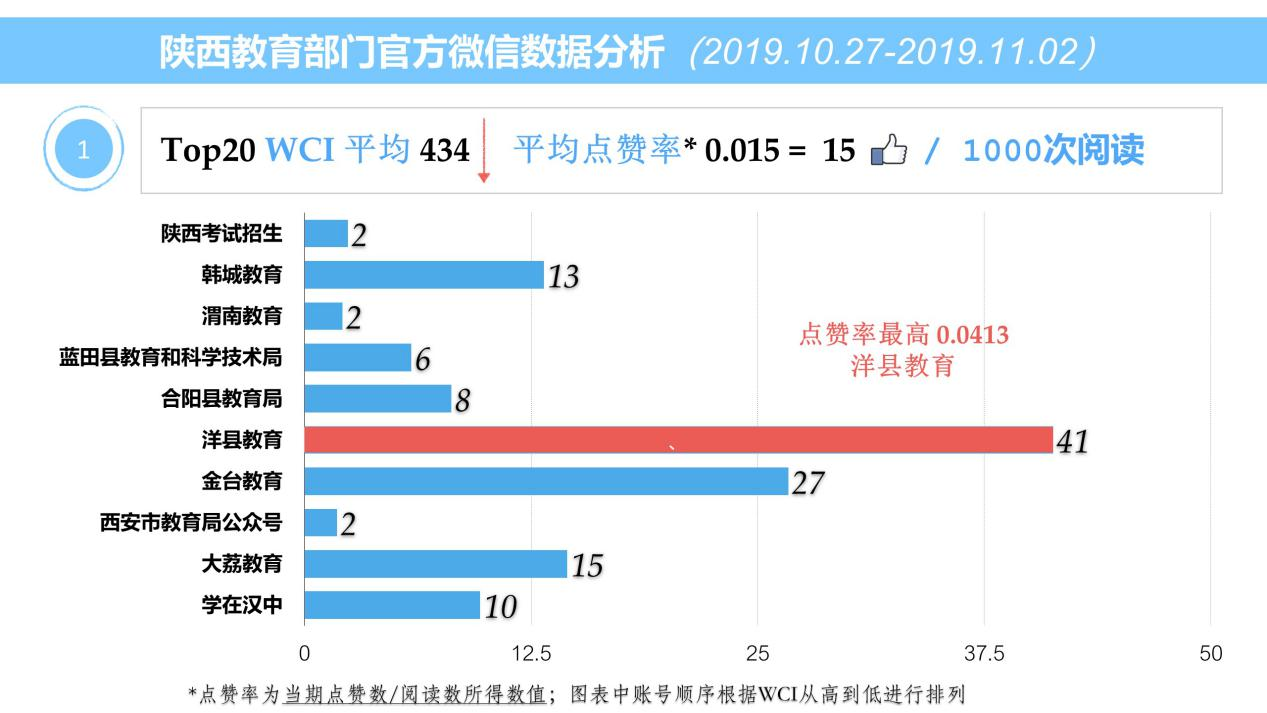 陕西教育部门官方微信数据分析（2019.10.27-2019.11.02）
1
Top20 WCI 平均 434 平均点赞率* 0.015 = 15 / 1000次阅读
陕西考试招生 2
韩城教育 13
渭南教育 2
点赞率最高 0.0413
洋县教育
蓝田县教育和科学技术局 6
合阳县教育局 8
洋县教育 、 41
金台教育 27
西安市教育局公众号 2
大荔教育 15
学在汉中 10
0 12.5 25 37.5 50
*点赞率为当期点赞数/阅读数所得数值；图表中账号顺序根据WCI从高到低进行排列